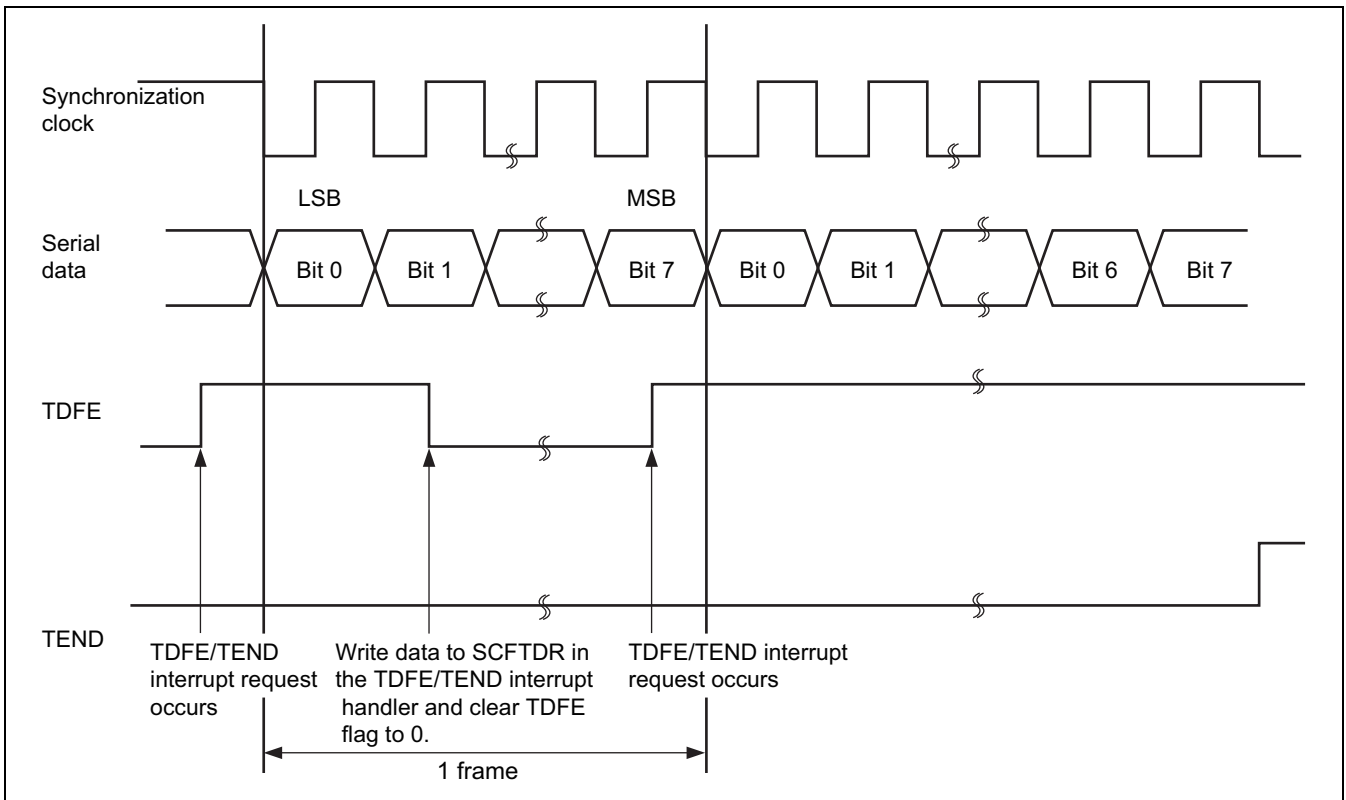 Synchronization
clock
LSB
MSB
Serial
data
Bit 0
Bit 1
Bit 7
Bit 0
Bit 1
Bit 6
Bit 7
TDFE
TEND
TDFE/TEND
interrupt request
occurs
Write data to SCFTDR in
the TDFE/TEND interrupt
handler and clear TDFE
flag to 0.
TDFE/TEND interrupt
request occurs
1 frame